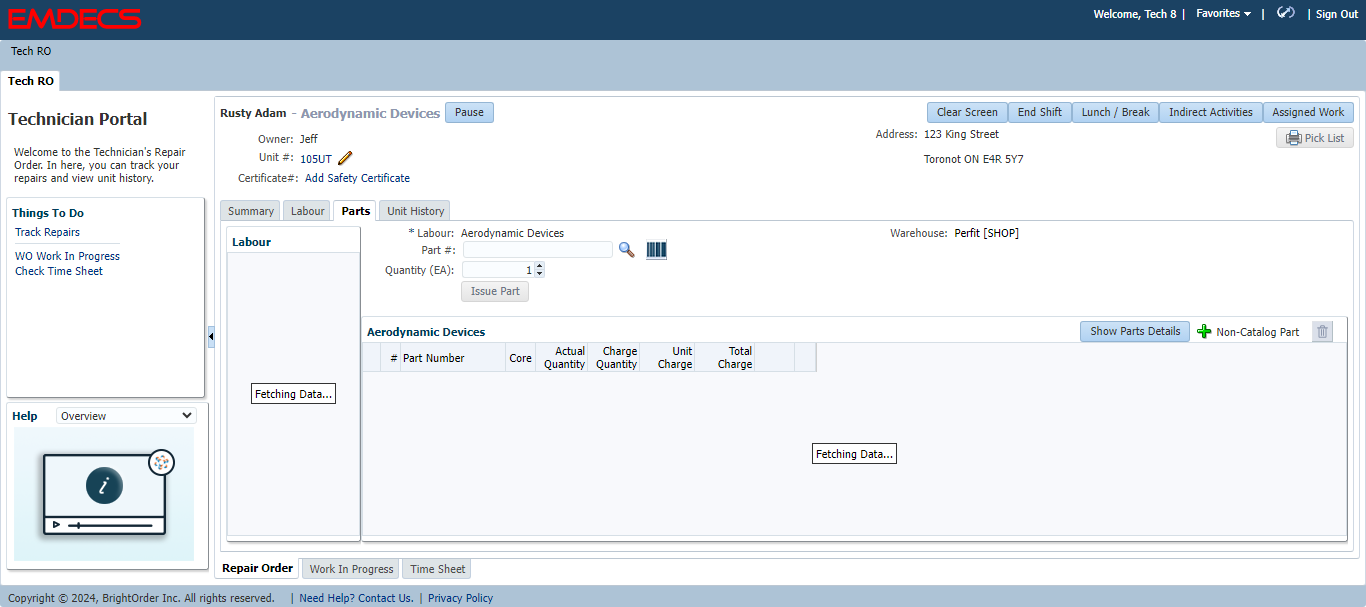 EMDECS
Welcome, Tech 8 | Favorites | | Sign Out
Tech RO
Tech RO
Technician Portal
Welcome to the Technician's Repair
Order. In here, you can track your
repairs and view unit history.
Things To Do
Track Repairs
WO Work In Progress
Check Time Sheet
Help Overview
i
Rusty Adam - Aerodynamic Devices Pause
Clear Screen End Shift Lunch / Break Indirect Activities Assigned Work
Owner: Jeff
Unit #: 105UT
Certificate#: Add Safety Certificate
Address: 123 King Street
Toronot ON E4R 5Y7
Pick List
Summary Labour Parts Unit History
Labour
Fetching Data...
* Labour: Aerodynamic Devices
Part #:
Quantity (EA): 1
Issue Part
Warehouse: Perfit [SHOP]
Aerodynamic Devices
Show Parts Details Non-Catalog Part
# Part Number Core Actual Quantity Charge Quantity Unit Charge Total Charge
Fetching Data...
Repair Order Work In Progress Time Sheet
Copyright © 2024, BrightOrder Inc. All rights reserved. | Need Help? Contact Us. | Privacy Policy